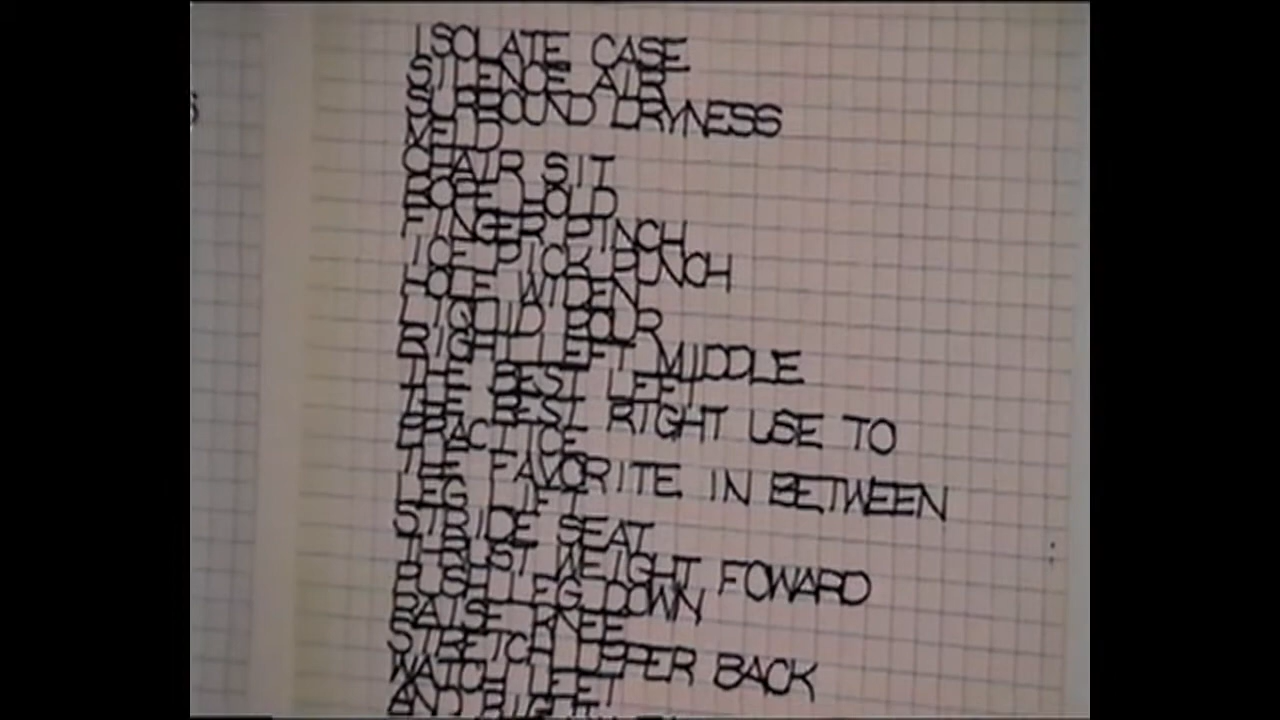 ISOLATE CASE
SILENCE AIR
SURROUND DRYNESS
MELD
CHAIR SIT
ROPE HOLD
FINGER PINCH
ICE PICK PUNCH
HOLE WIDEN
LIQUID POUR
RIGHT LEFT MIDDLE
THE BEST LEFT
THE BEST RIGHT USE TO
PRACTICE
THE FAVORITE IN BETWEEN
LEG LIFT
STRIDE SEAT
THRUST WEIGHT FOWARD
PUSH LEG DOWN
RAISE KNEE
STRETCH UPPER BACK
WATCH LEFT
AND RIGHT